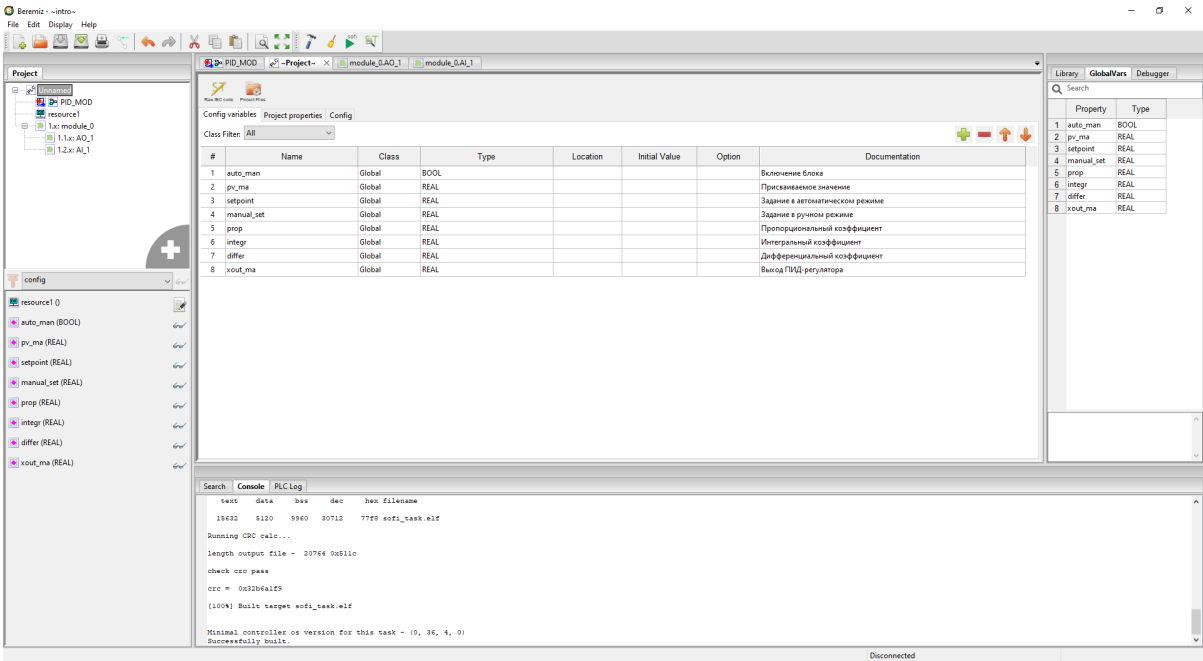 Beremiz - ~intro~
File Edit Display Help
Project
Unnamed
PID_MOD
resource1
1.x: module_0
1.1.x: AO_1
1.2.x: AI_1
config
resource1 ()
auto_man (BOOL)
pv_ma (REAL)
setpoint (REAL)
manual_set (REAL)
prop (REAL)
integr (REAL)
differ (REAL)
xout_ma (REAL)
PID_MOD ~Project~ module_0.AO_1 module_0.AI_1
Raw IEC code Project Files
Config variables Project properties Config
Class Filter: All
# Name Class Type Location Initial Value Option Documentation
1 auto_man Global BOOL Включение блока
2 pv_ma Global REAL Присваиваемое значение
3 setpoint Global REAL Задание в автоматическом режиме
4 manual_set Global REAL Задание в ручном режиме
5 prop Global REAL Пропорциональный коэффициент
6 integr Global REAL Интегральный коэффициент
7 differ Global REAL Дифференциальный коэффициент
8 xout_ma Global REAL Выход ПИД-регулятора
Library GlobalVars Debugger
Search
Property Type
1 auto_man BOOL
2 pv_ma REAL
3 setpoint REAL
4 manual_set REAL
5 prop REAL
6 integr REAL
7 differ REAL
8 xout_ma REAL
Search Console PLC Log
text data bss dec hex filename
15632 5120 9960 30712 77f8 sofi_task.elf
Running CRC calc...
length output file - 20764 0x511c
check crc pass
crc = 0x32b6a1f9
[100%] Built target sofi_task.elf
Minimal controller os version for this task - (0, 36, 4, 0)
Successfully built.
Disconnected